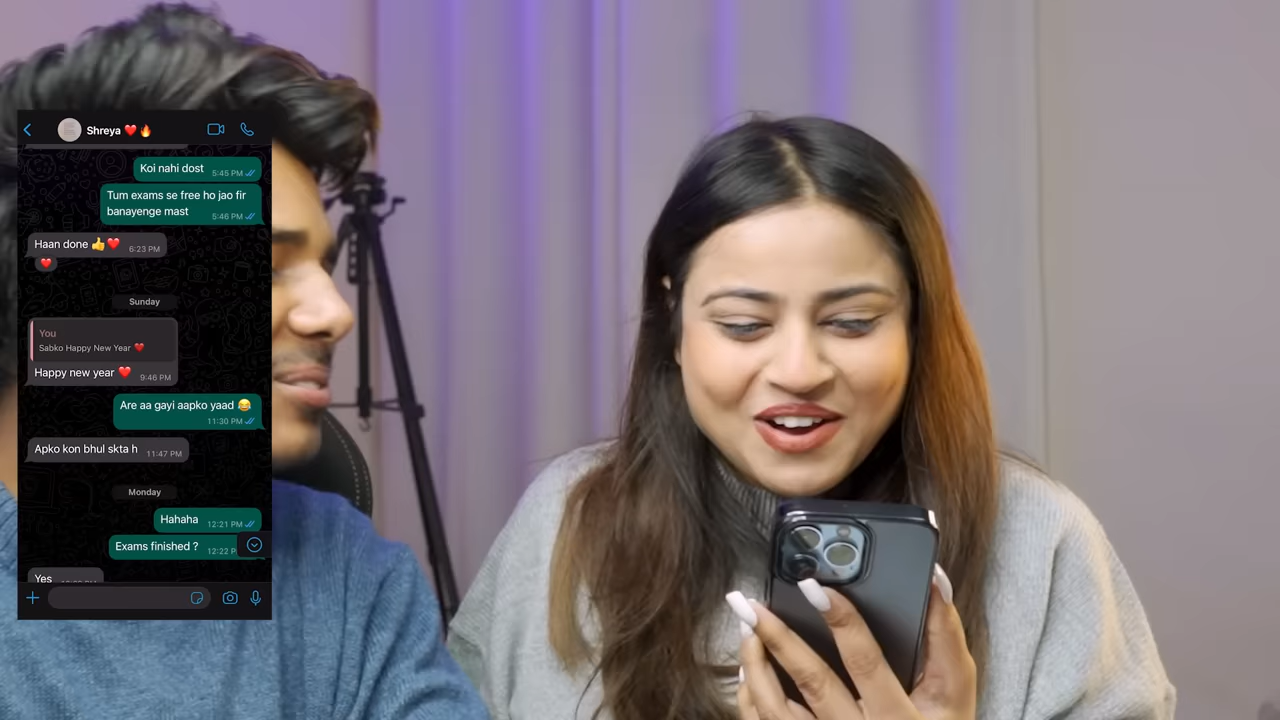 Shreya ❤️🔥
Koi nahi dost
5:45 PM
Tum exams se free ho jao fir
banayenge mast
5:46 PM
Haan done 👍❤️ 6:23 PM
❤️
Sunday
You
Sabko Happy New Year ❤️
Happy new year ❤️ 9:46 PM
Are aa gayi aapko yaad 😂
11:30 PM
Apko kon bhul skta h 11:47 PM
Monday
Hahaha 12:21 PM
Exams finished ? 12:22 P
Yes